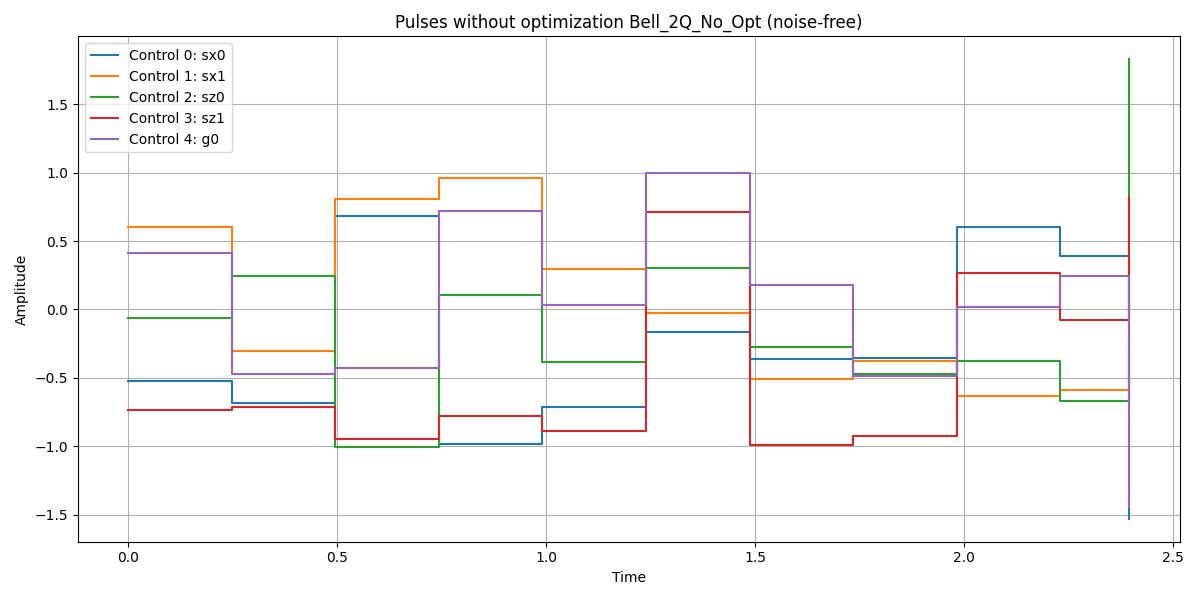 Pulses without optimization Bell_2Q_No_Opt (noise-free)
Control 0: sx0
Control 1: sx1
Control 2: sz0
Control 3: sz1
Control 4: g0
Amplitude
1.5
1.0
0.5
0.0
−0.5
−1.0
−1.5
0.0 0.5 1.0 1.5 2.0 2.5
Time